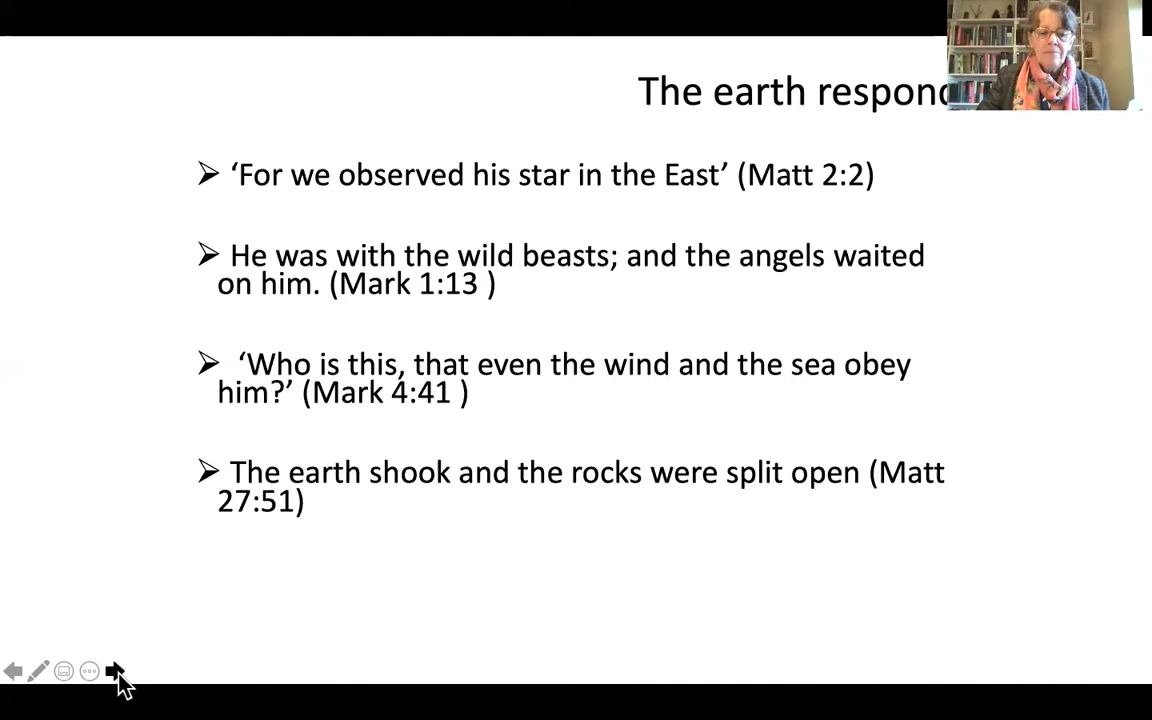 The earth respon
➢ ‘For we observed his star in the East’ (Matt 2:2)
➢ He was with the wild beasts; and the angels waited
on him. (Mark 1:13 )
➢ ‘Who is this, that even the wind and the sea obey
him?’ (Mark 4:41 )
➢ The earth shook and the rocks were split open (Matt
27:51)